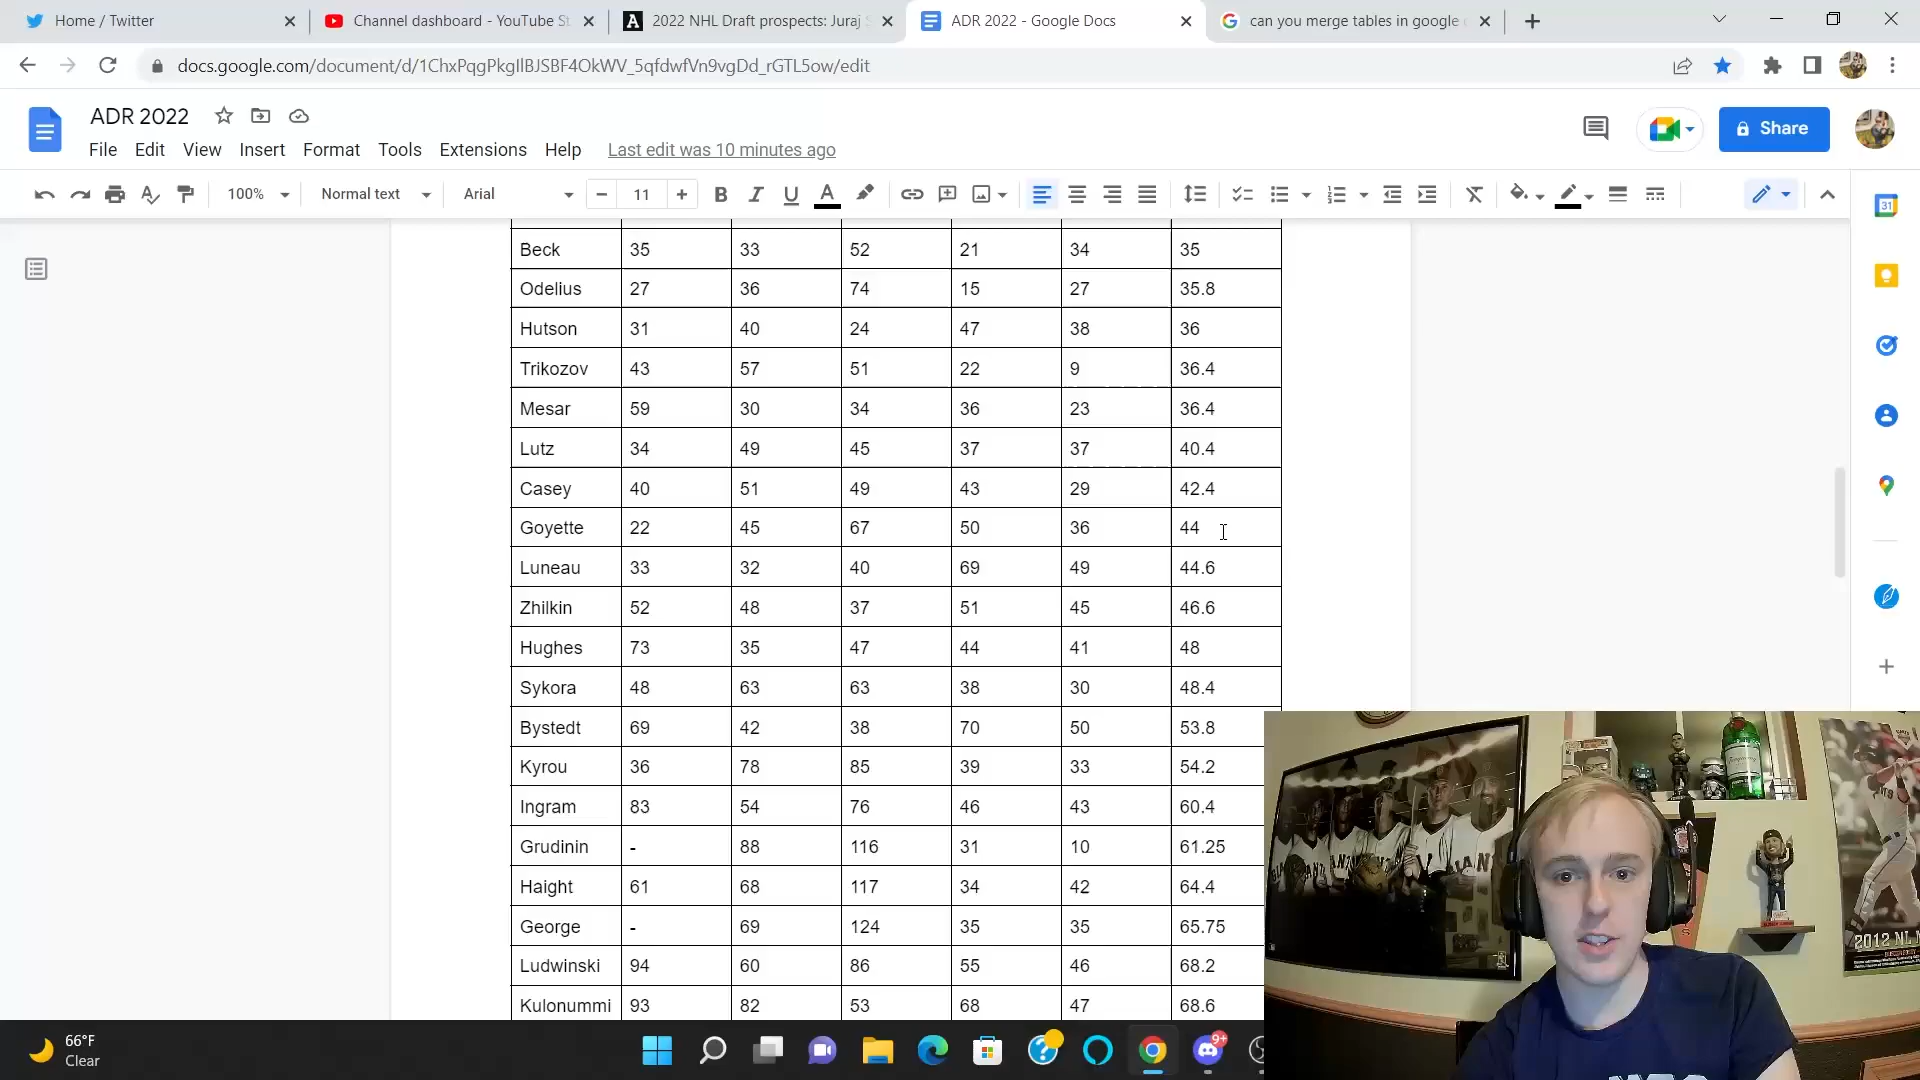 Home / Twitter
Channel dashboard - YouTube St
2022 NHL Draft prospects: Juraj S
ADR 2022 - Google Docs
can you merge tables in google
docs.google.com/document/d/1ChxPqgPkgIlBJSBF4OkWV_5qfdwfVn9vgDd_rGTL5ow/edit
ADR 2022
File Edit View Insert Format Tools Extensions Help Last edit was 10 minutes ago
Share
100% Normal text Arial 11
31
Beck 35 33 52 21 34 35
Odelius 27 36 74 15 27 35.8
Hutson 31 40 24 47 38 36
Trikozov 43 57 51 22 9 36.4
Mesar 59 30 34 36 23 36.4
Lutz 34 49 45 37 37 40.4
Casey 40 51 49 43 29 42.4
Goyette 22 45 67 50 36 44
Luneau 33 32 40 69 49 44.6
Zhilkin 52 48 37 51 45 46.6
Hughes 73 35 47 44 41 48
Sykora 48 63 63 38 30 48.4
Bystedt 69 42 38 70 50 53.8
Kyrou 36 78 85 39 33 54.2
Ingram 83 54 76 46 43 60.4
Grudinin - 88 116 31 10 61.25
Haight 61 68 117 34 42 64.4
George - 69 124 35 35 65.75
Ludwinski 94 60 86 55 46 68.2
Kulonummi 93 82 53 68 47 68.6
66°F
Clear
9+